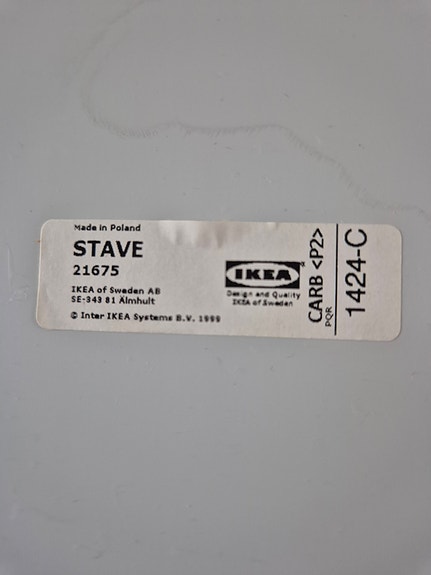 Made in Poland
STAVE
21675
IKEA of Sweden AB
SE-343 81 Älmhult
© Inter IKEA Systems B.V. 1999
IKEA®
Design and Quality
IKEA of Sweden
CARB <P2>
PQR
1424-C